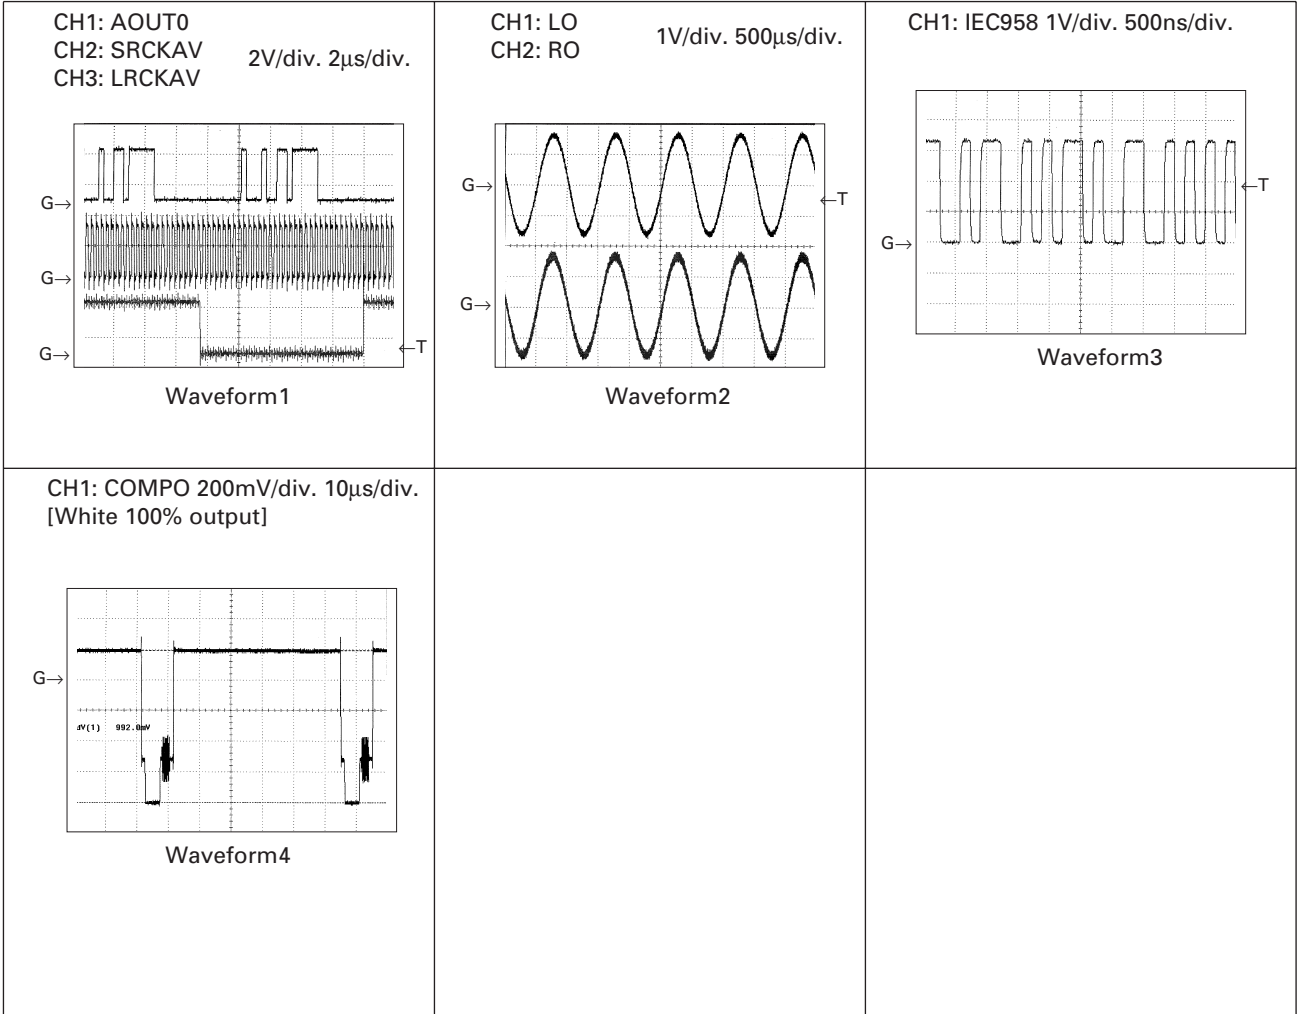 CH1: AOUT0
CH2: SRCKAV
CH3: LRCKAV
2V/div. 2µs/div.
G→
G→
G→
←T
Waveform1
CH1: LO
CH2: RO
1V/div. 500µs/div.
G→
G→
←T
Waveform2
CH1: IEC958 1V/div. 500ns/div.
G→
←T
Waveform3
CH1: COMPO 200mV/div. 10µs/div.
[White 100% output]
G→
dV(1) 992.0mV
Waveform4